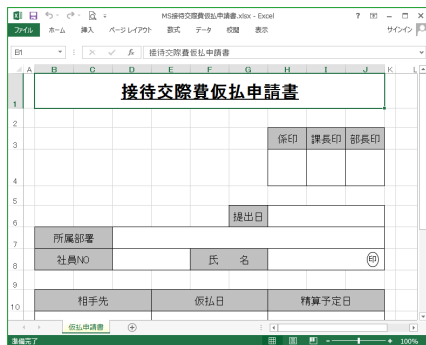 MS接待交際費仮払申請書.xlsx - Excel
ファイル ホーム 挿入 ページレイアウト 数式 データ 校閲 表示 サインイン
B1 fx 接待交際費仮払申請書
A B C D E F G H I J K L
1 接待交際費仮払申請書
2
3 係印 課長印 部長印
4
5
6 提出日
7 所属部署
8 社員NO 氏 名 印
9
10 相手先 仮払日 精算予定日
仮払申請書
準備完了 100%